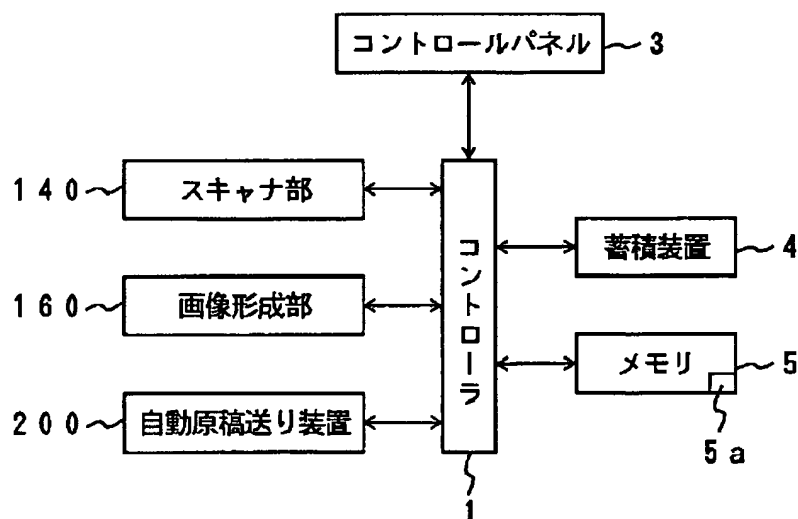 コントロールパネル 3
140 スキャナ部
コントローラ
蓄積装置 4
160 画像形成部
メモリ 5
200 自動原稿送り装置
5a
1